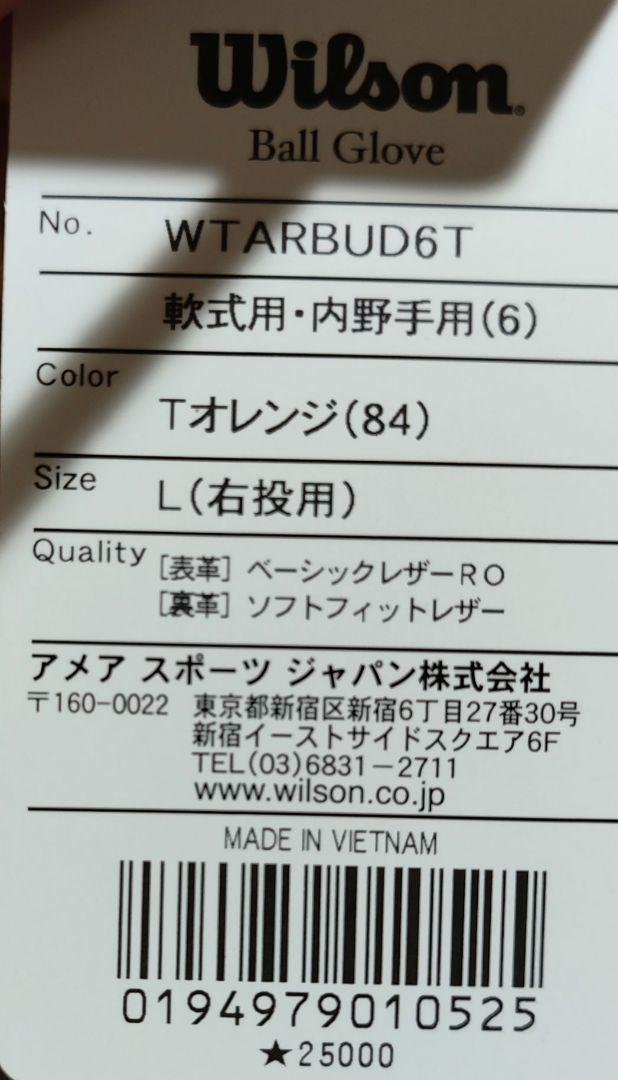 Wilson.
Ball Glove
No. WTARBUD6T
軟式用・内野手用(6)
Color
Tオレンジ(84)
Size L(右投用)
Quality [表革] ベーシックレザーRO
[裏革] ソフトフィットレザー
アメア スポーツ ジャパン株式会社
〒160-0022 東京都新宿区新宿6丁目27番30号
新宿イーストサイドスクエア6F
TEL(03)6831-2711
www.wilson.co.jp
MADE IN VIETNAM
0194979010525
★25000